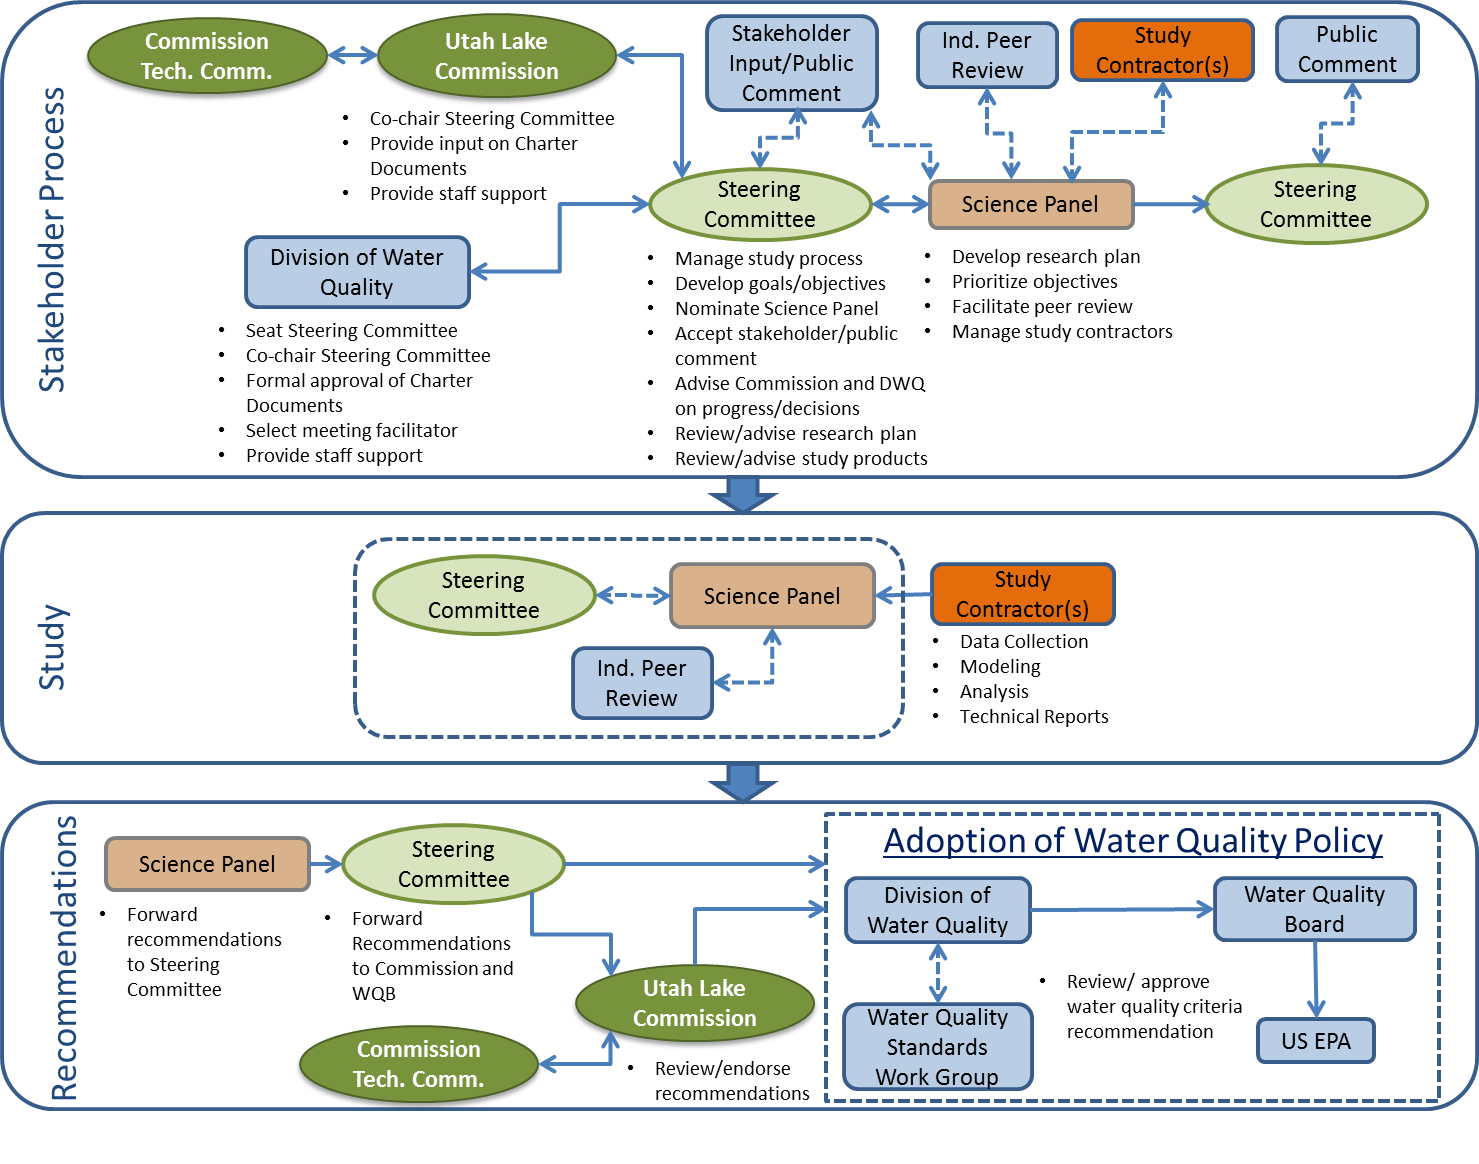 Stakeholder Process
Commission
Tech. Comm.
Utah Lake
Commission
• Co-chair Steering Committee
• Provide input on Charter
Documents
• Provide staff support
Division of Water
Quality
• Seat Steering Committee
• Co-chair Steering Committee
• Formal approval of Charter
Documents
• Select meeting facilitator
• Provide staff support
Stakeholder
Input/Public
Comment
Ind. Peer
Review
Study
Contractor(s)
Public
Comment
Steering
Committee
• Manage study process
• Develop goals/objectives
• Nominate Science Panel
• Accept stakeholder/public
comment
• Advise Commission and DWQ
on progress/decisions
• Review/advise research plan
• Review/advise study products
Science Panel
• Develop research plan
• Prioritize objectives
• Facilitate peer review
• Manage study contractors
Steering
Committee
Study
Steering
Committee
Science Panel
Ind. Peer
Review
Study
Contractor(s)
• Data Collection
• Modeling
• Analysis
• Technical Reports
Recommendations
Science Panel
• Forward
recommendations
to Steering
Committee
Steering
Committee
• Forward
Recommendations
to Commission and
WQB
Utah Lake
Commission
• Review/endorse
recommendations
Commission
Tech. Comm.
Adoption of Water Quality Policy
Division of
Water Quality
Water Quality
Board
Water Quality
Standards
Work Group
• Review/ approve
water quality criteria
recommendation
US EPA